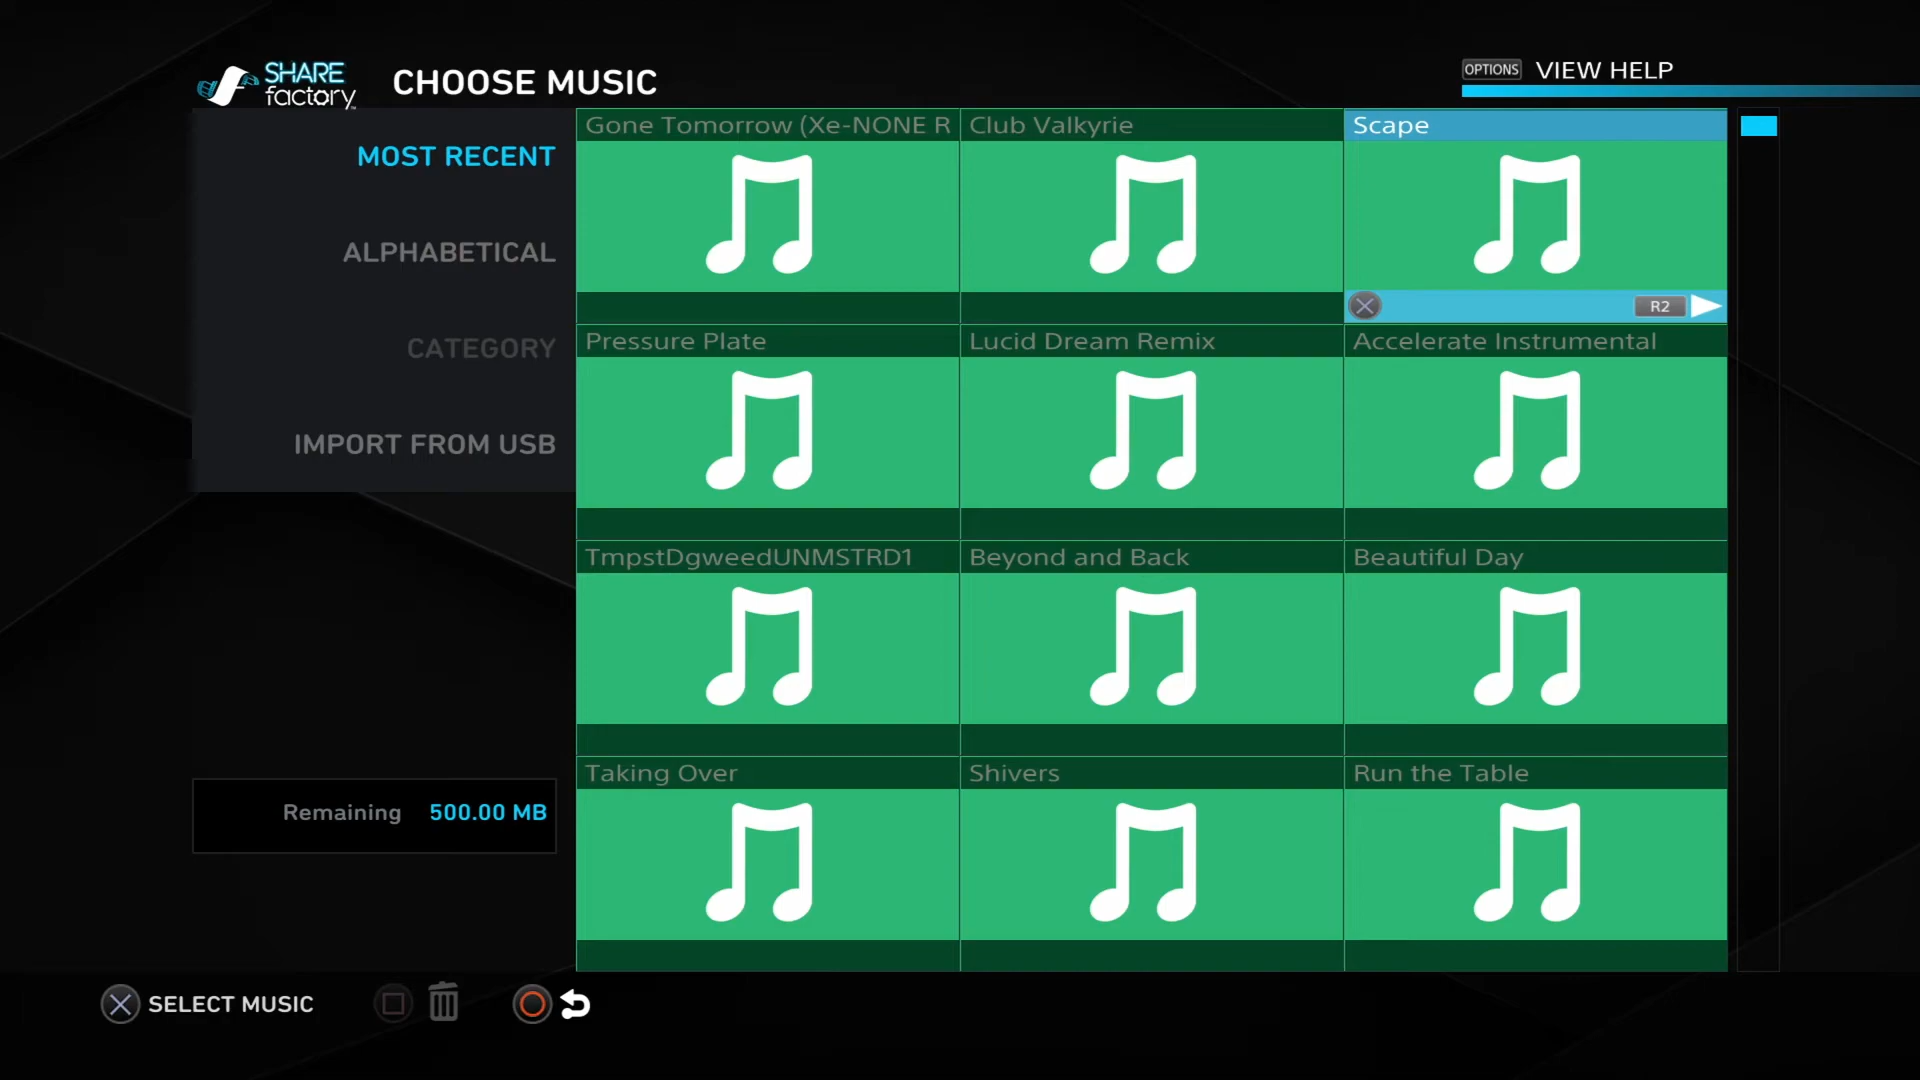 SHARE
factory
CHOOSE MUSIC
OPTIONS VIEW HELP
MOST RECENT
ALPHABETICAL
CATEGORY
IMPORT FROM USB
Gone Tomorrow (Xe-NONE R
Club Valkyrie
Scape
R2
Pressure Plate
Lucid Dream Remix
Accelerate Instrumental
TmpstDgweedUNMSTRD1
Beyond and Back
Beautiful Day
Taking Over
Shivers
Run the Table
Remaining 500.00 MB
SELECT MUSIC